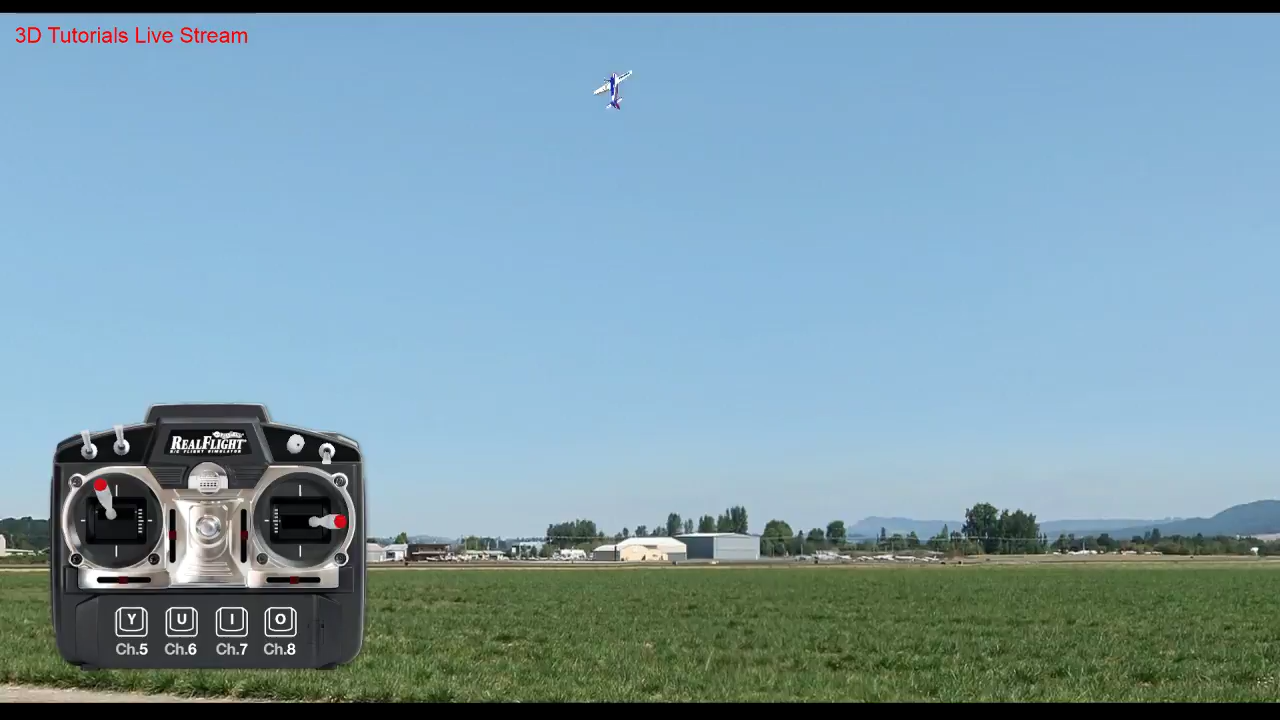 3D Tutorials Live Stream
REALFLIGHT
R/C FLIGHT SIMULATOR
Y U I O
Ch.5 Ch.6 Ch.7 Ch.8